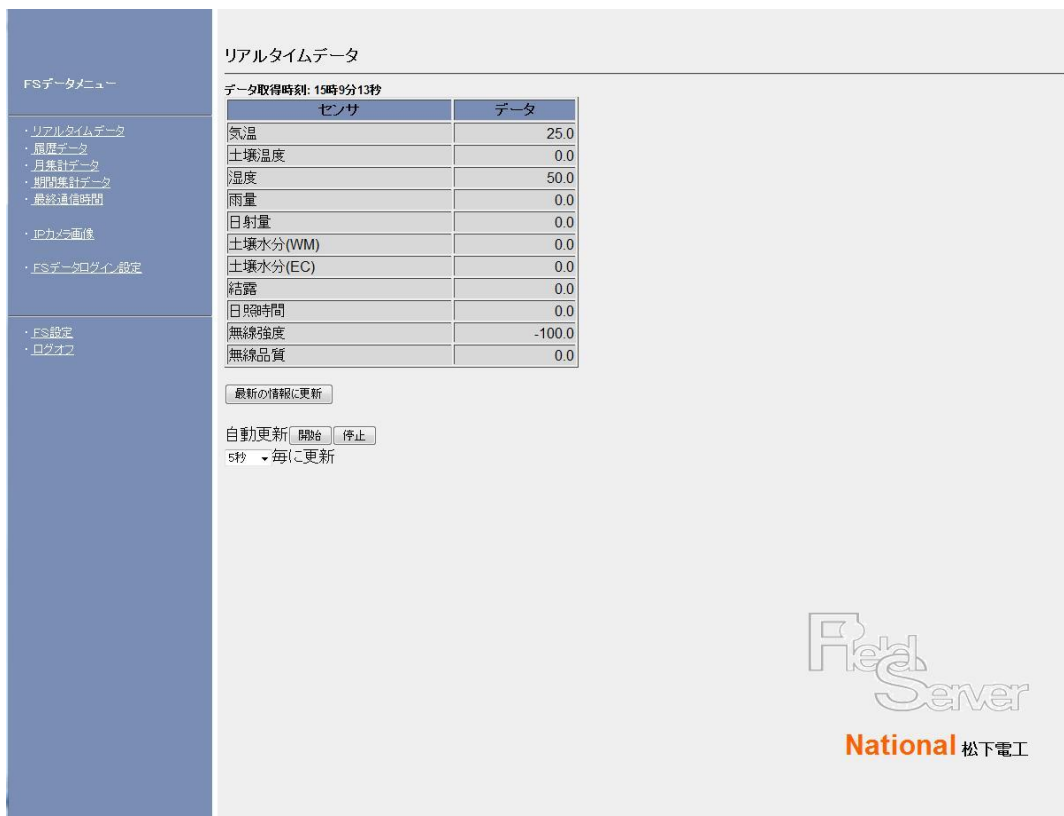 FSデータメニュー
・リアルタイムデータ
・履歴データ
・月集計データ
・期間集計データ
・最終通信時間
・IPカメラ画像
・FSデータログイン設定
・FS設定
・ログオフ
リアルタイムデータ
データ取得時刻: 15時9分13秒
センサ データ
気温 25.0
土壌温度 0.0
湿度 50.0
雨量 0.0
日射量 0.0
土壌水分(WM) 0.0
土壌水分(EC) 0.0
結露 0.0
日照時間 0.0
無線強度 -100.0
無線品質 0.0
最新の情報に更新
自動更新 開始 停止
5秒 毎に更新
Field
Server
National 松下電工